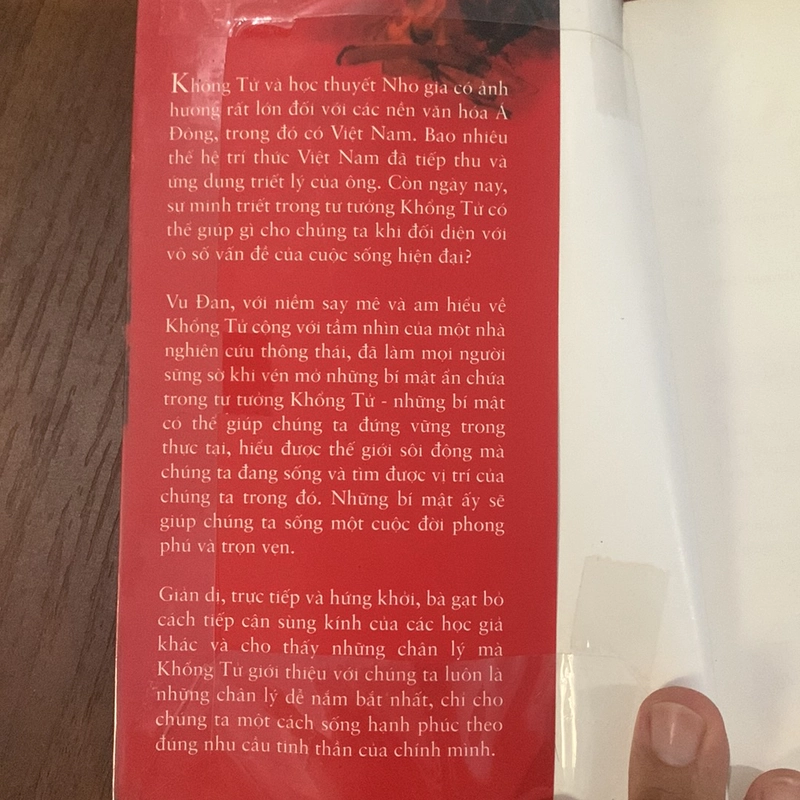 Khổng Tử và học thuyết Nho gia có ảnh
hưởng rất lớn đối với các nền văn hóa Á
Đông, trong đó có Việt Nam. Bao nhiêu
thế hệ trí thức Việt Nam đã tiếp thu và
ứng dụng triết lý của ông. Còn ngày nay,
sự minh triết trong tư tưởng Khổng Tử có
thể giúp gì cho chúng ta khi đối diện với
vô số vấn đề của cuộc sống hiện đại?
Vu Đan, với niềm say mê và am hiểu về
Khổng Tử cộng với tầm nhìn của một nhà
nghiên cứu thông thái, đã làm mọi người
sững sờ khi vén mở những bí mật ẩn chứa
trong tư tưởng Khổng Tử - những bí mật
có thể giúp chúng ta đứng vững trong
thực tại, hiểu được thế giới sôi động mà
chúng ta đang sống và tìm được vị trí của
chúng ta trong đó. Những bí mật ấy sẽ
giúp chúng ta sống một cuộc đời phong
phú và trọn vẹn.
Giản dị, trực tiếp và hứng khởi, bà gạt bỏ
cách tiếp cận sùng kính của các học giả
khác và cho thấy những chân lý mà
Khổng Tử giới thiệu với chúng ta luôn là
những chân lý dễ nắm bắt nhất, chỉ cho
chúng ta một cách sống hạnh phúc theo
đúng nhu cầu tinh thần của chính mình.